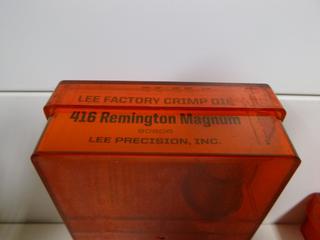 LEE FACTORY CRIMP DIE
416 Remington Magnum
90806
LEE PRECISION, INC.